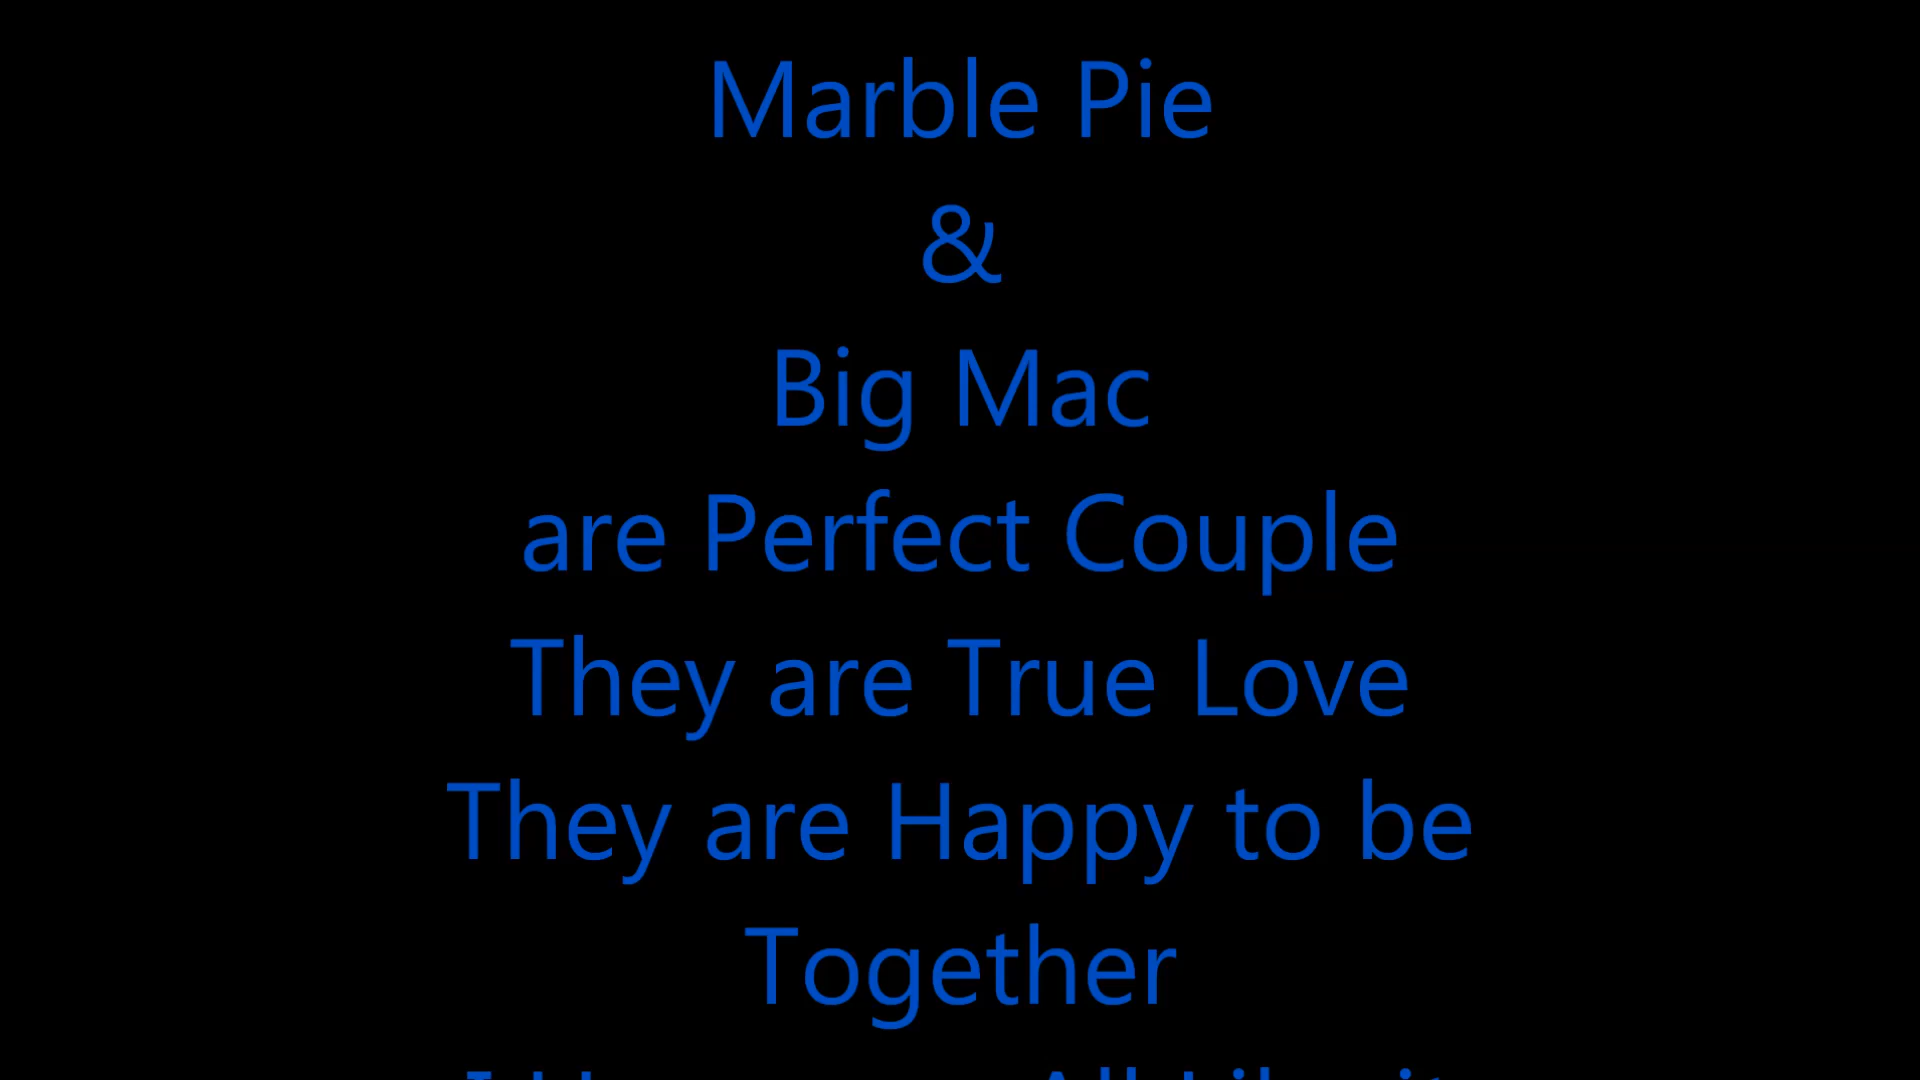 Marble Pie
&
Big Mac
are Perfect Couple
They are True Love
They are Happy to be
Together